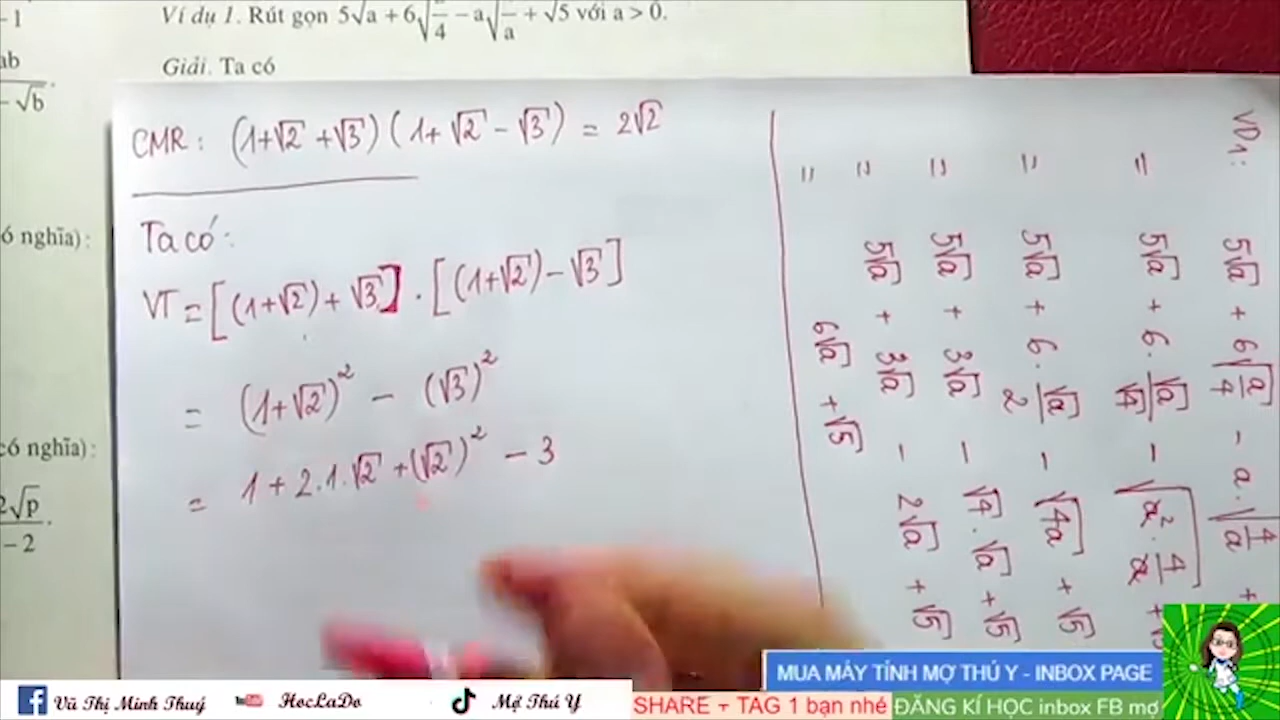 -1
Ví dụ 1. Rút gọn 5√a + 6√(_/4) − a√(_/a) + √5 với a > 0.
ab
Giải. Ta có
-√b.
CMR: (1+√2+√3)(1+√2−√3) = 2√2
Ta có:
VT = [(1+√2)+√3].[(1+√2)−√3]
= (1+√2)² − (√3)²
= 1+2.1.√2+(√2)² − 3
ó nghĩa):
có nghĩa):
2√p
-2
VD1: 5√a + 6√(a/4) − a.√(4/a) +
= 5√a + 6.√a/√4 − √(a².4/a) + √5
= 5√a + 6.√a/2 − √(4a) + √5
= 5√a + 3√a − √4.√a + √5
= 5√a + 3√a − 2√a + √5
= 6√a + √5
MUA MÁY TÍNH MỢ THÚ Y - INBOX PAGE
Vũ Thị Minh Thuý
HocLaDo
Mợ Thú Y
SHARE + TAG 1 bạn nhé
ĐĂNG KÍ HỌC inbox FB mợ